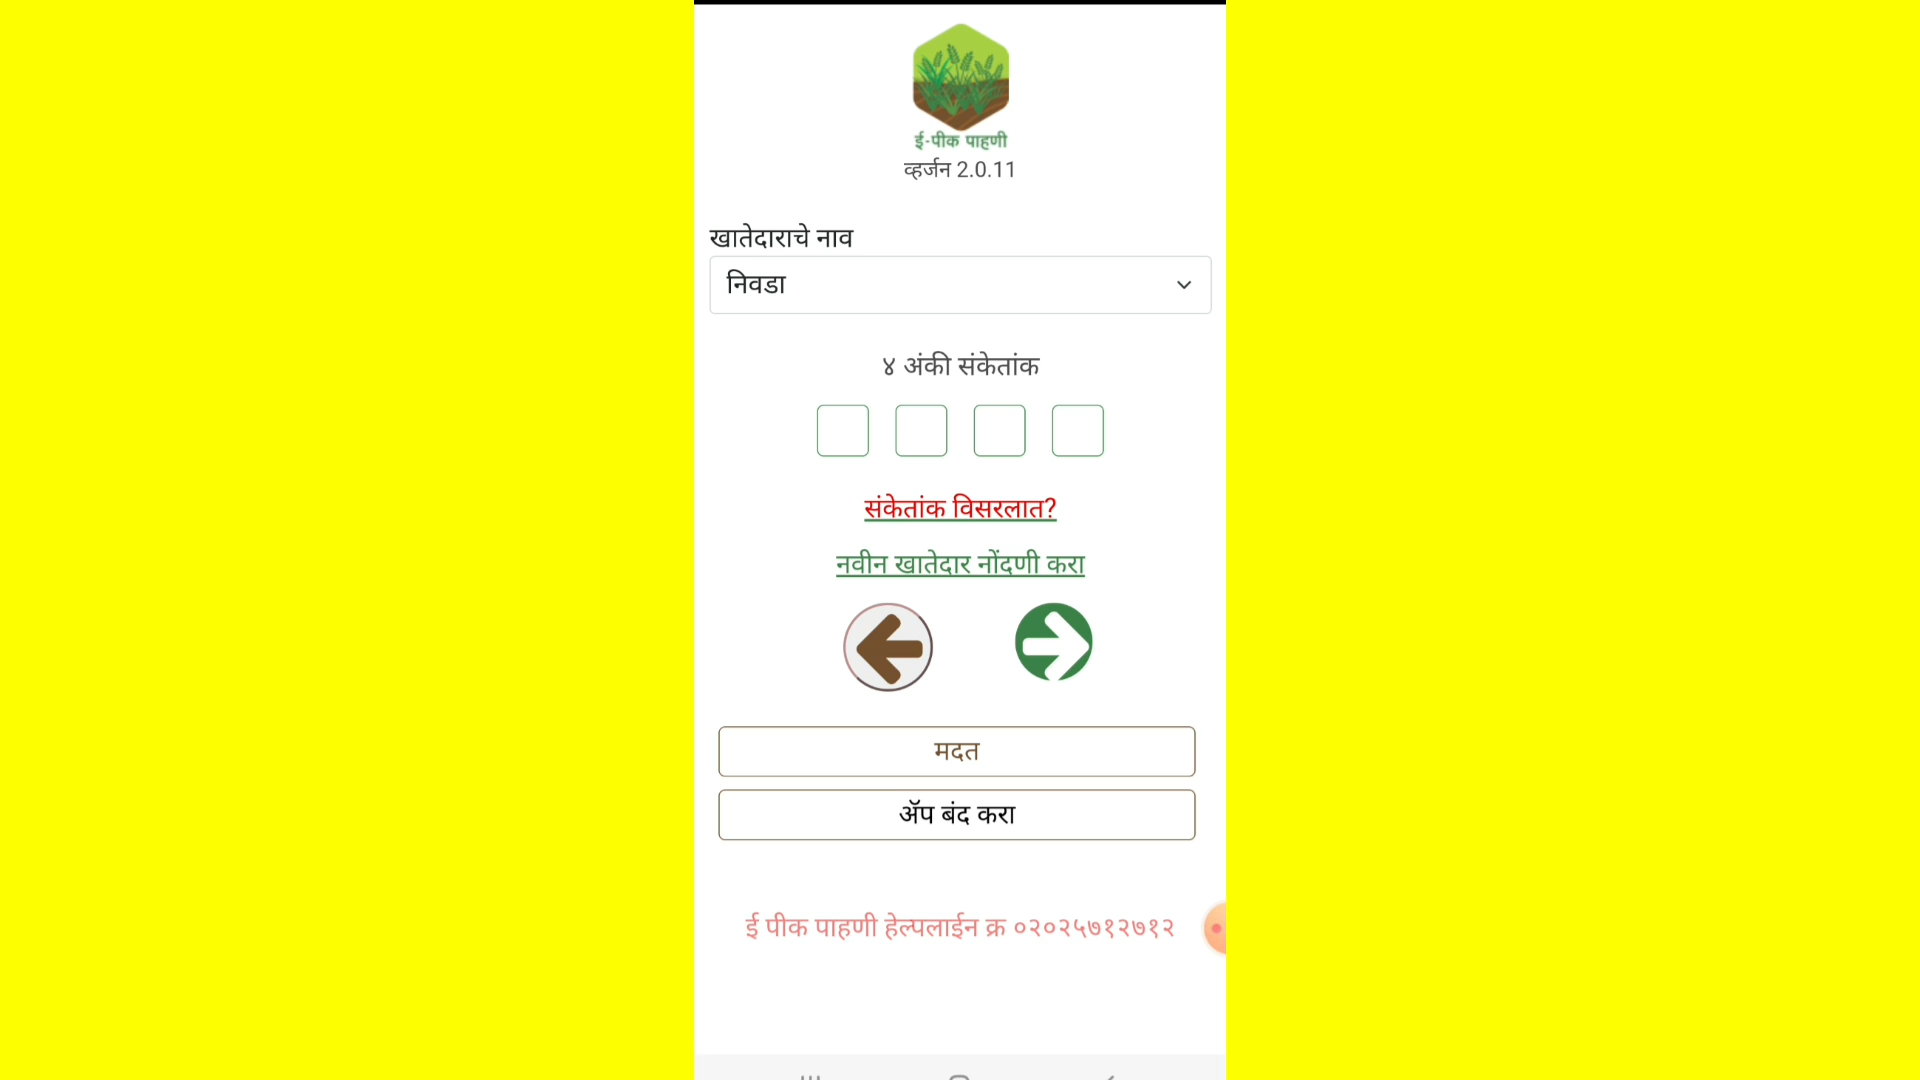 ई-पीक पाहणी
व्हर्जन 2.0.11
खातेदाराचे नाव
निवडा
४ अंकी संकेतांक
संकेतांक विसरलात?
नवीन खातेदार नोंदणी करा
मदत
ॲप बंद करा
ई पीक पाहणी हेल्पलाईन क्र ०२०२५७१२७१२